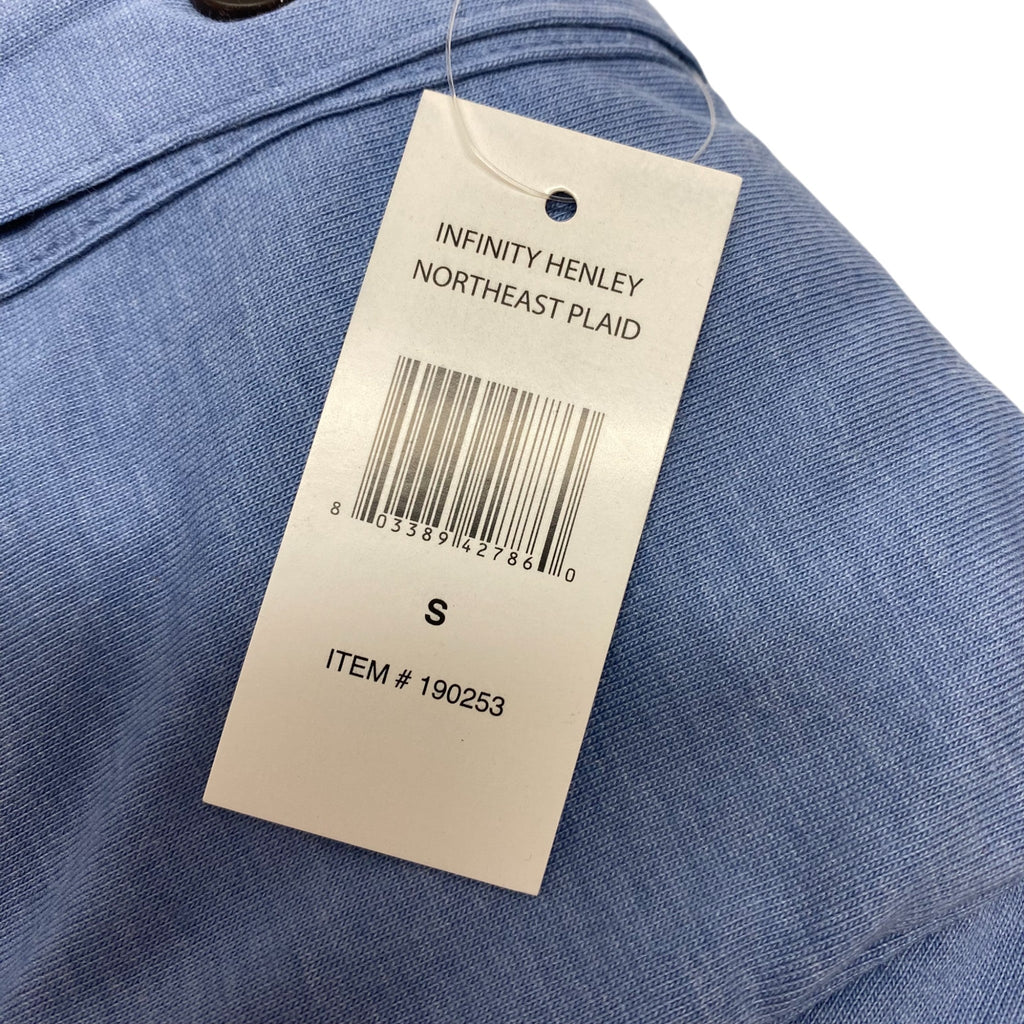 INFINITY HENLEY
NORTHEAST PLAID
8 03389 42786 0
S
ITEM # 190253